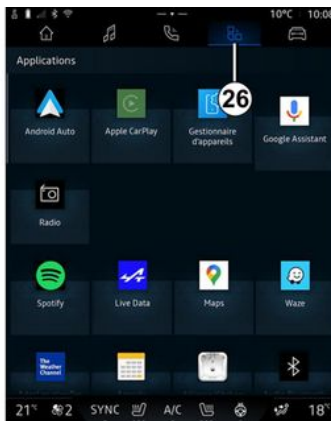 10°C 10:08
Applications
26
Android Auto
Apple CarPlay
Gestionnaire
d'appareils
Google Assistant
Radio
Spotify
Live Data
Maps
Waze
The
Weather
Channel
21°C 2 SYNC A/C 18°C